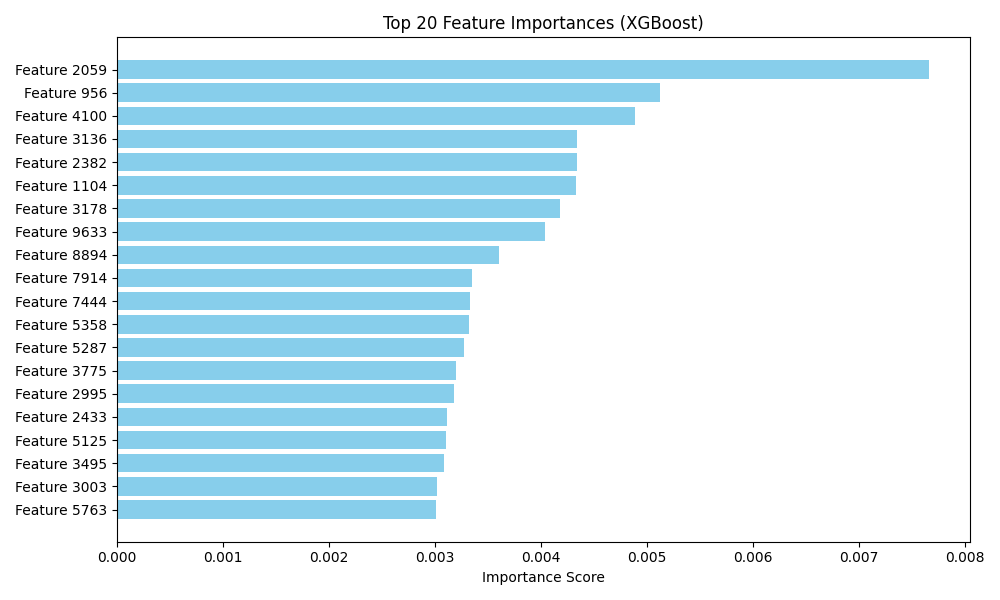 Top 20 Feature Importances (XGBoost)
Feature 2059
Feature 956
Feature 4100
Feature 3136
Feature 2382
Feature 1104
Feature 3178
Feature 9633
Feature 8894
Feature 7914
Feature 7444
Feature 5358
Feature 5287
Feature 3775
Feature 2995
Feature 2433
Feature 5125
Feature 3495
Feature 3003
Feature 5763
0.000 0.001 0.002 0.003 0.004 0.005 0.006 0.007 0.008
Importance Score